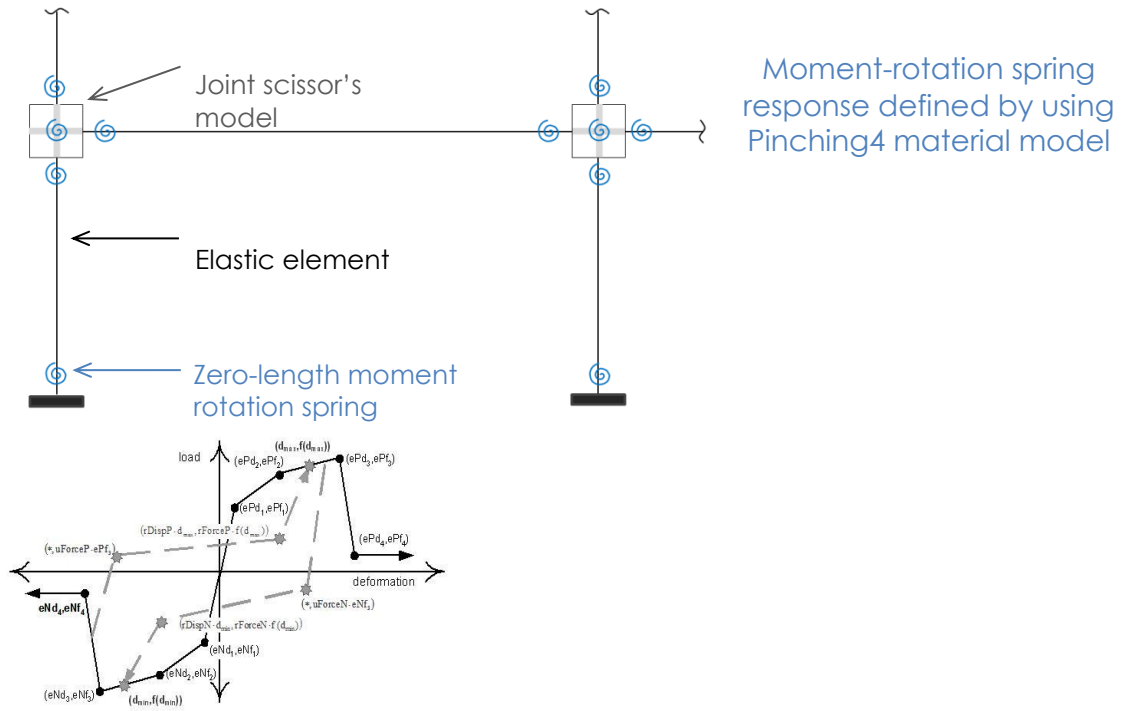 Joint scissor's
model
Moment-rotation spring
response defined by using
Pinching4 material model
Elastic element
Zero-length moment
rotation spring
load
(dmax,f(dmax))
(ePd2,ePf2)
(ePd3,ePf3)
(ePd1,ePf1)
(rDispP·dmax,rForceP·f(dmax))
(*,uForceP·ePf3)
(ePd4,ePf4)
deformation
eNd4,eNf4
(*,uForceN·eNf3)
(rDispN·dmin,rForceN·f(dmin))
(eNd1,eNf1)
(eNd2,eNf2)
(eNd3,eNf3)
(dmin,f(dmin))